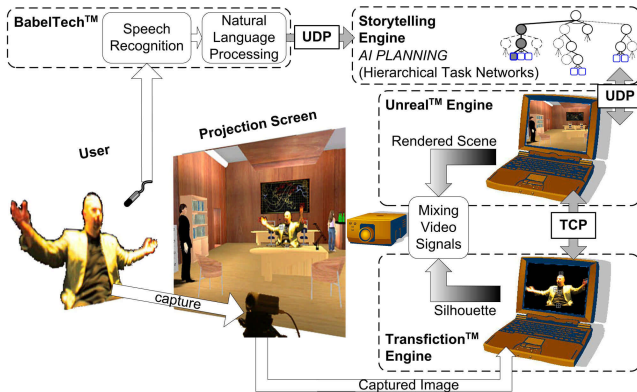 BabelTech™
Speech
Recognition
Natural
Language
Processing
UDP
Storytelling
Engine
AI PLANNING
(Hierarchical Task Networks)
UDP
Unreal™ Engine
Rendered Scene
User
Projection Screen
Mixing
Video
Signals
TCP
capture
Silhouette
Transfiction™
Engine
Captured Image